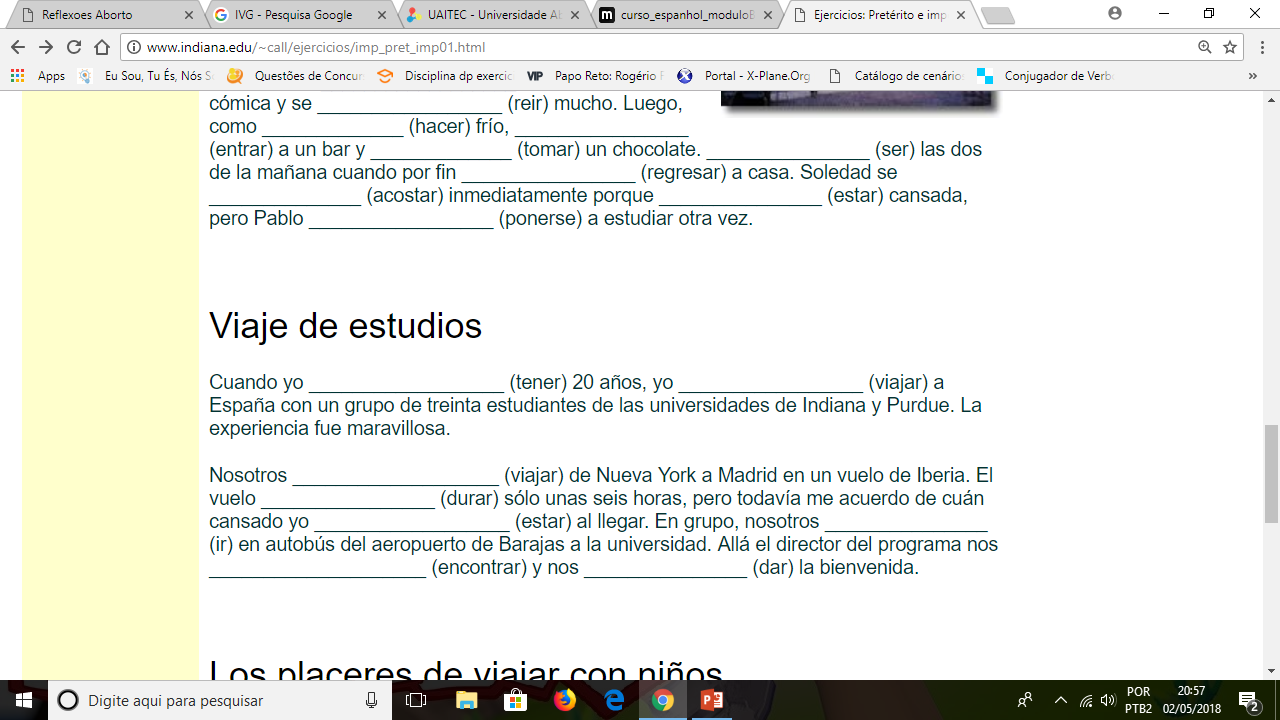 Reflexoes Aborto
IVG - Pesquisa Google
UAITEC - Universidade Ab
curso_espanhol_modulo
Ejercicios: Pretérito e imp
www.indiana.edu/~call/ejercicios/imp_pret_imp01.html
Apps Eu Sou, Tu És, Nós S Questões de Concur Disciplina dp exercic VIP Papo Reto: Rogério Portal - X-Plane.Org Catálogo de cenário Conjugador de Verb »
cómica y se _________________ (reir) mucho. Luego,
como _____________ (hacer) frío, ________________
(entrar) a un bar y _____________ (tomar) un chocolate. _______________ (ser) las dos
de la mañana cuando por fin ________________ (regresar) a casa. Soledad se
______________ (acostar) inmediatamente porque _______________ (estar) cansada,
pero Pablo _________________ (ponerse) a estudiar otra vez.
Viaje de estudios
Cuando yo __________________ (tener) 20 años, yo _________________ (viajar) a
España con un grupo de treinta estudiantes de las universidades de Indiana y Purdue. La
experiencia fue maravillosa.
Nosotros ___________________ (viajar) de Nueva York a Madrid en un vuelo de Iberia. El
vuelo ________________ (durar) sólo unas seis horas, pero todavía me acuerdo de cuán
cansado yo __________________ (estar) al llegar. En grupo, nosotros _______________
(ir) en autobús del aeropuerto de Barajas a la universidad. Allá el director del programa nos
____________________ (encontrar) y nos _______________ (dar) la bienvenida.
Los placeres de viajar con niños
Digite aqui para pesquisar
POR
PTB2
20:57
02/05/2018
2